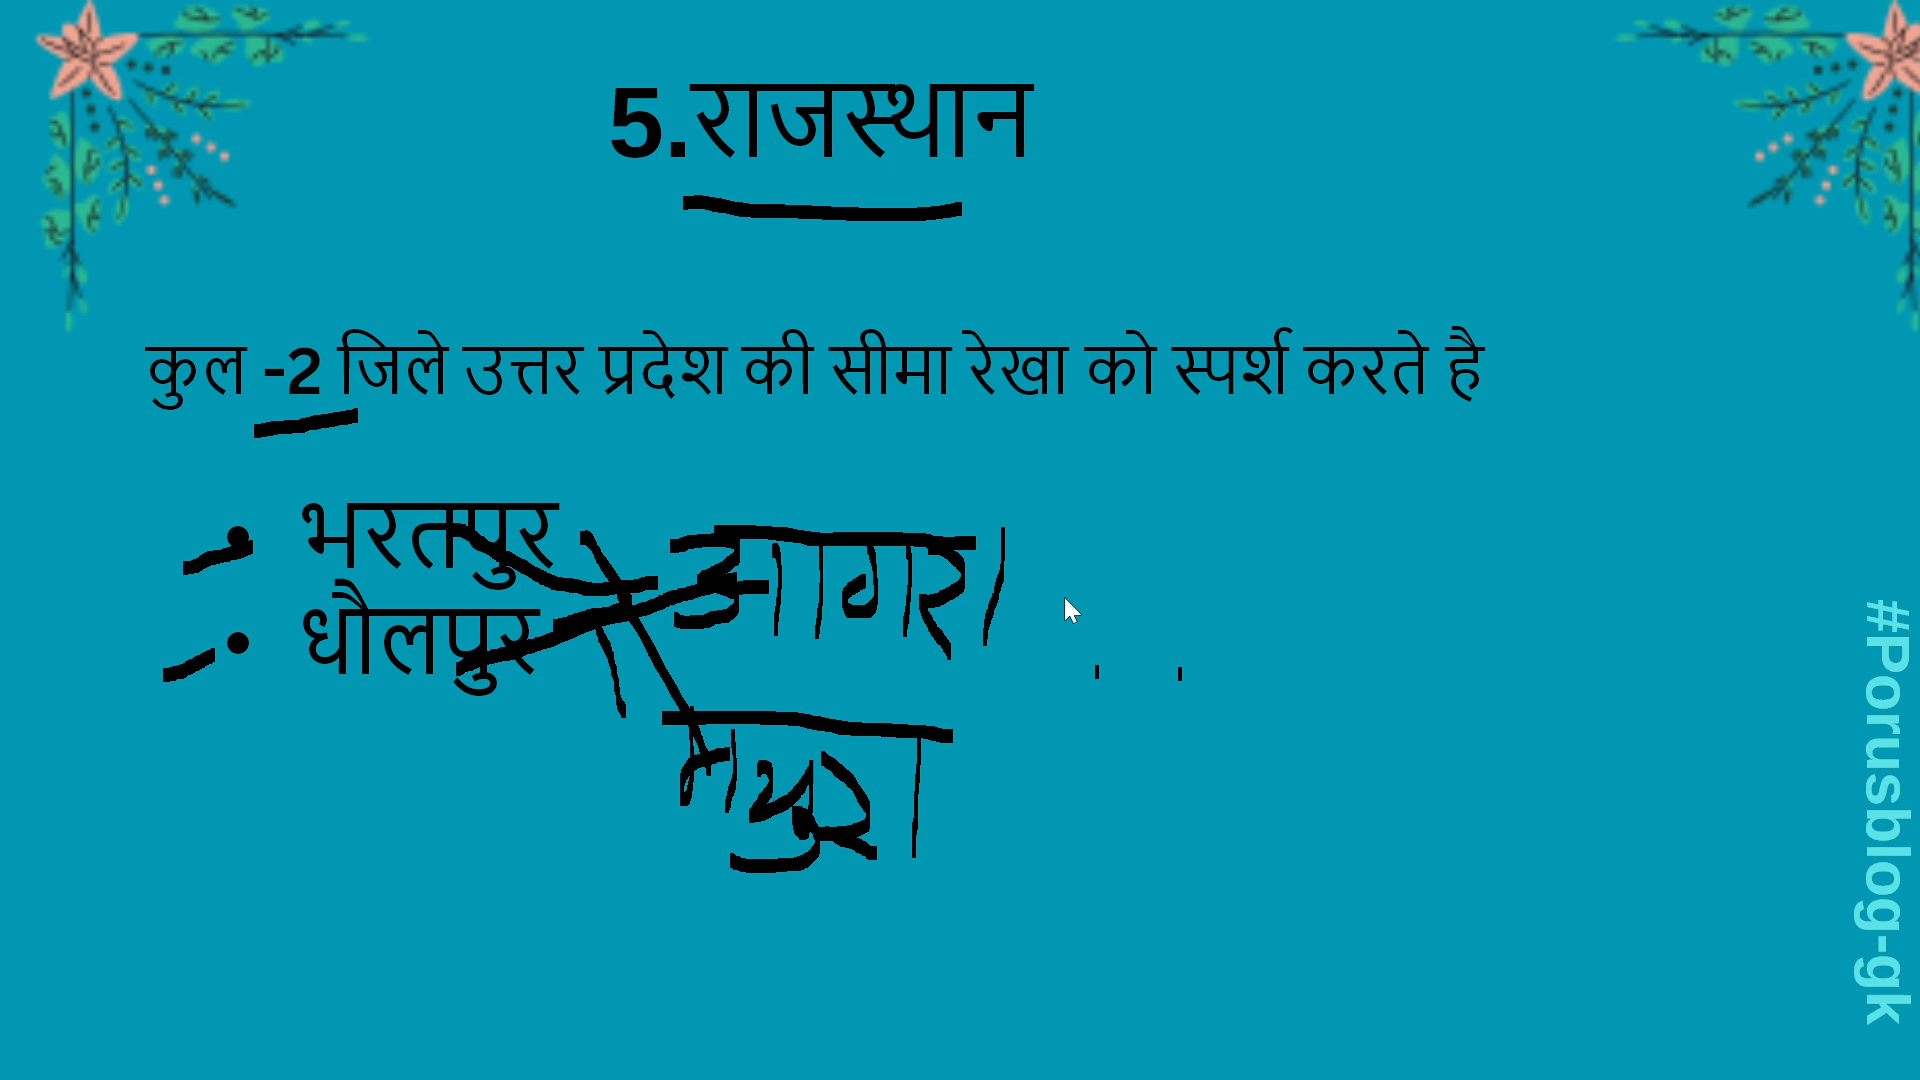 5.राजस्थान
कुल -2 जिले उत्तर प्रदेश की सीमा रेखा को स्पर्श करते है
• भरतपुर
आगरा
• धौलपुर
मथुरा
#Porusblog-gk